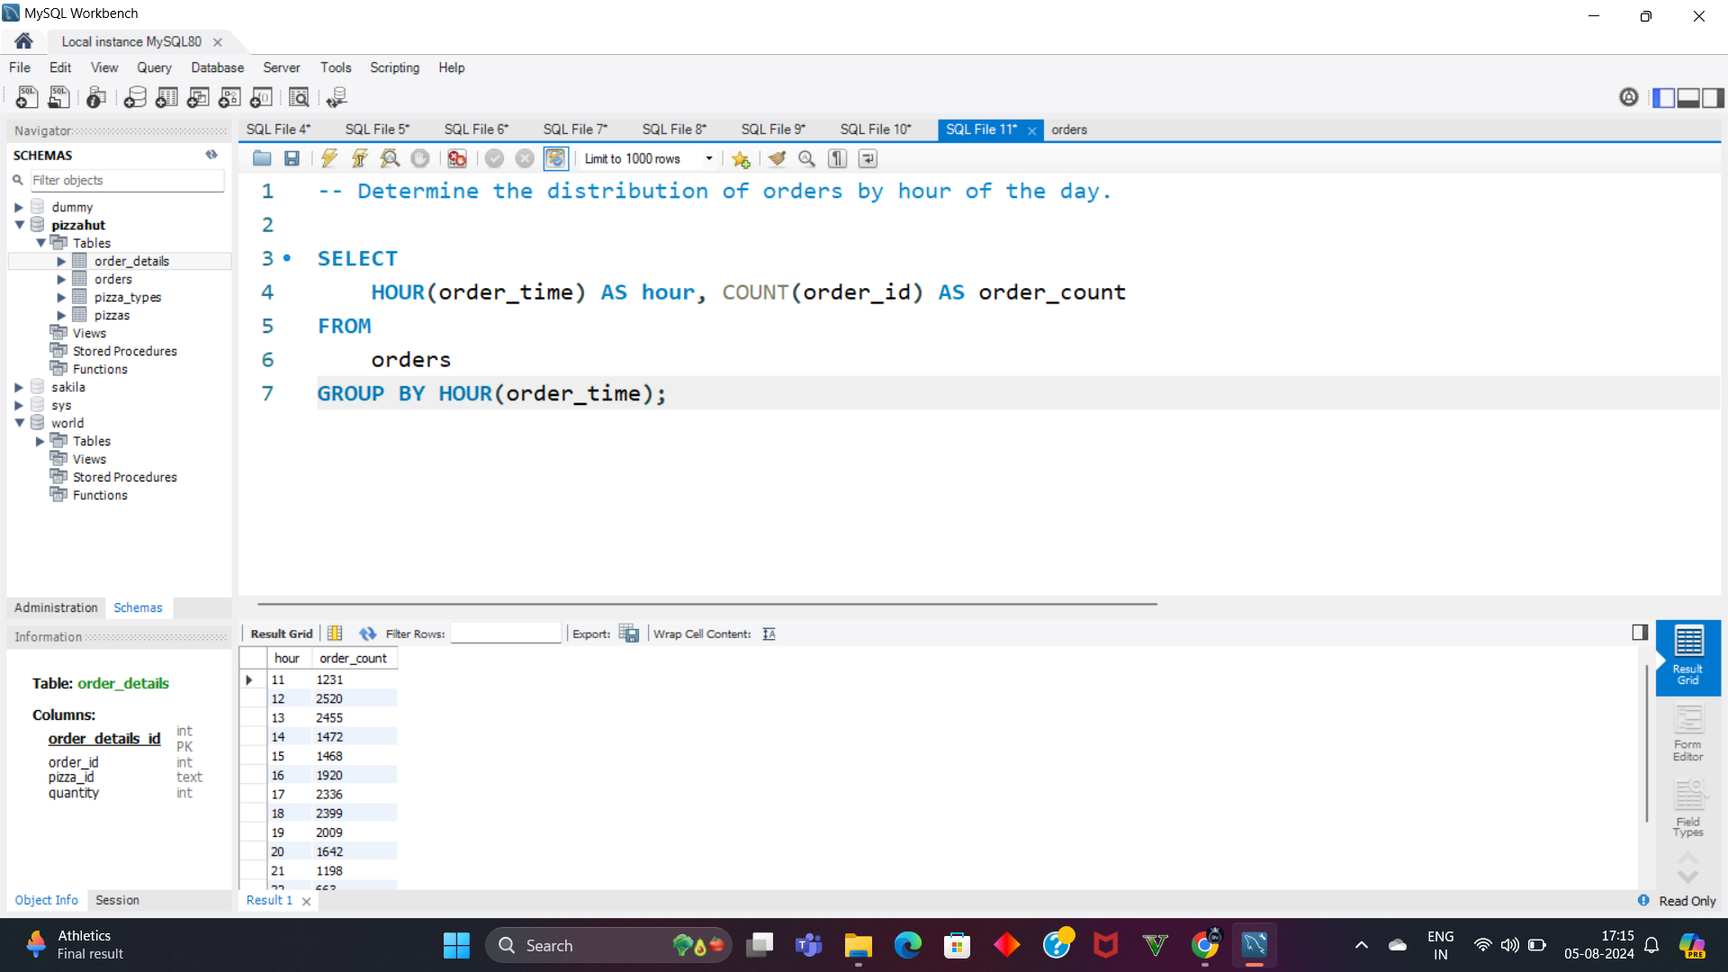 MySQL Workbench
Local instance MySQL80
File Edit View Query Database Server Tools Scripting Help
Navigator
SCHEMAS
Filter objects
dummy
pizzahut
Tables
order_details
orders
pizza_types
pizzas
Views
Stored Procedures
Functions
sakila
sys
world
Tables
Views
Stored Procedures
Functions
Administration Schemas
Information
Table: order_details
Columns:
order_details_id int PK
order_id int
pizza_id text
quantity int
Object Info Session
SQL File 4* SQL File 5* SQL File 6* SQL File 7* SQL File 8* SQL File 9* SQL File 10* SQL File 11* orders
Limit to 1000 rows
1 -- Determine the distribution of orders by hour of the day.
2
3 SELECT
4 HOUR(order_time) AS hour, COUNT(order_id) AS order_count
5 FROM
6 orders
7 GROUP BY HOUR(order_time);
Result Grid Filter Rows: Export: Wrap Cell Content:
hour order_count
11 1231
12 2520
13 2455
14 1472
15 1468
16 1920
17 2336
18 2399
19 2009
20 1642
21 1198
22 663
Result Grid
Form Editor
Field Types
Result 1
Read Only
Athletics
Final result
Search
ENG
IN
17:15
05-08-2024
PRE